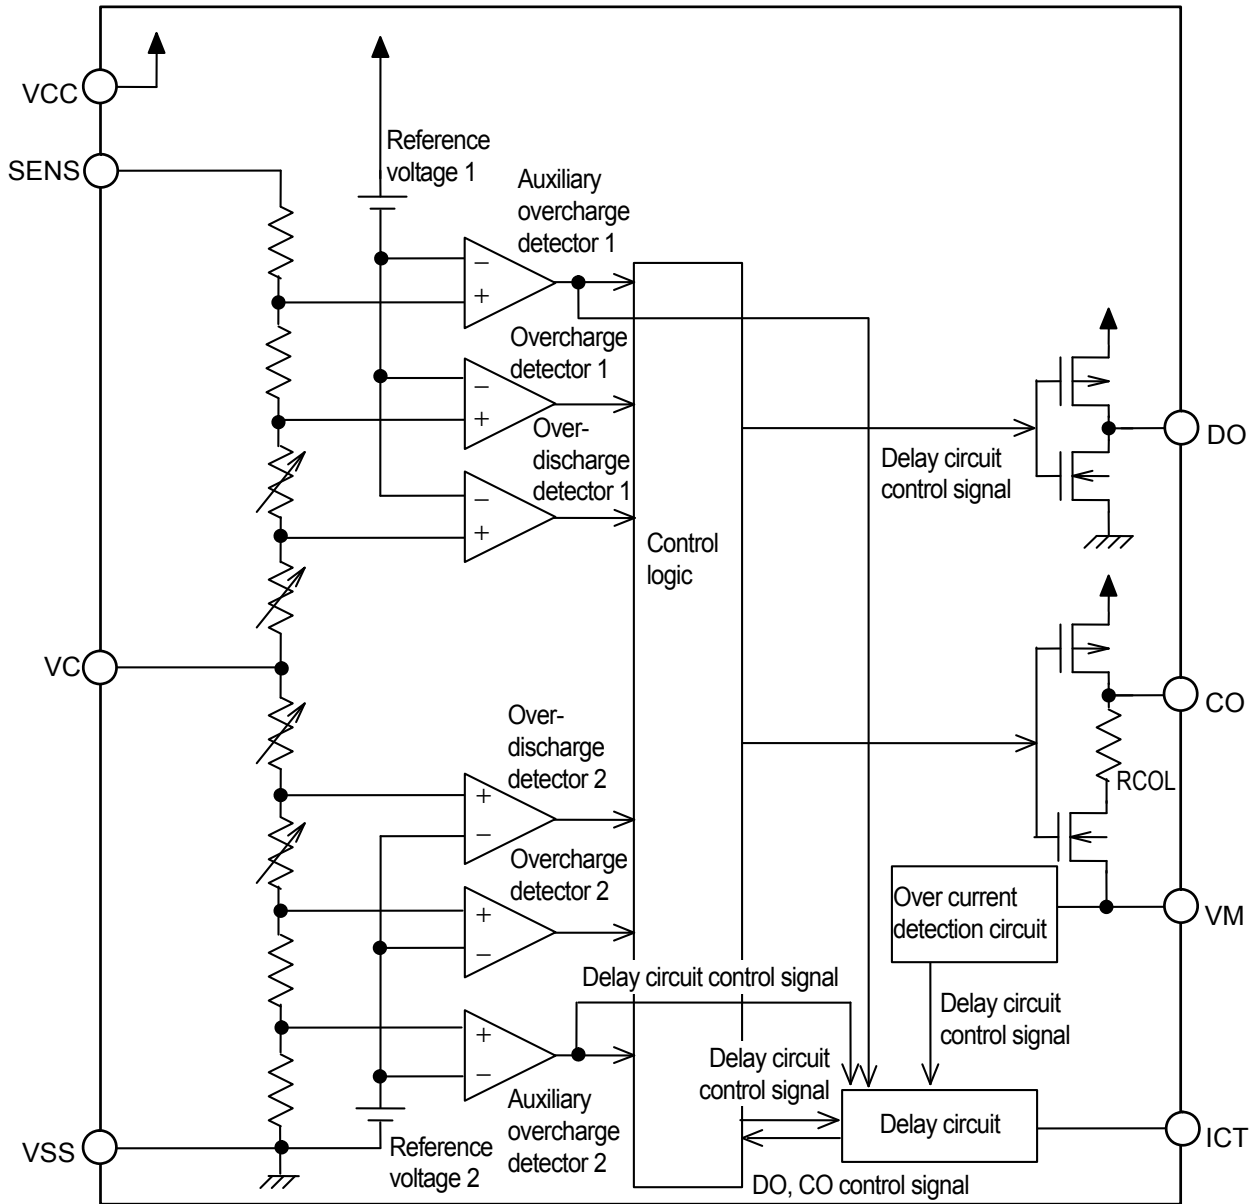 VCC
SENS
Reference
voltage 1
Auxiliary
overcharge
detector 1
−
+
Overcharge
detector 1
−
+
Over-
discharge
detector 1
−
+
Control
logic
Delay circuit
control signal
DO
VC
CO
RCOL
Over-
discharge
detector 2
+
−
Overcharge
detector 2
+
−
Over current
detection circuit
VM
Delay circuit control signal
Delay circuit
control signal
+
−
Delay circuit
control signal
Auxiliary
overcharge
detector 2
Delay circuit
ICT
VSS
Reference
voltage 2
DO, CO control signal